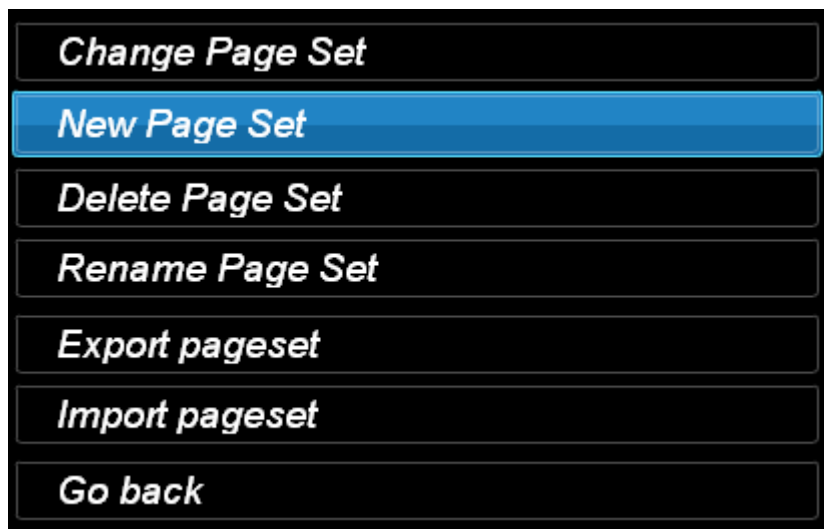 Change Page Set
New Page Set
Delete Page Set
Rename Page Set
Export pageset
Import pageset
Go back